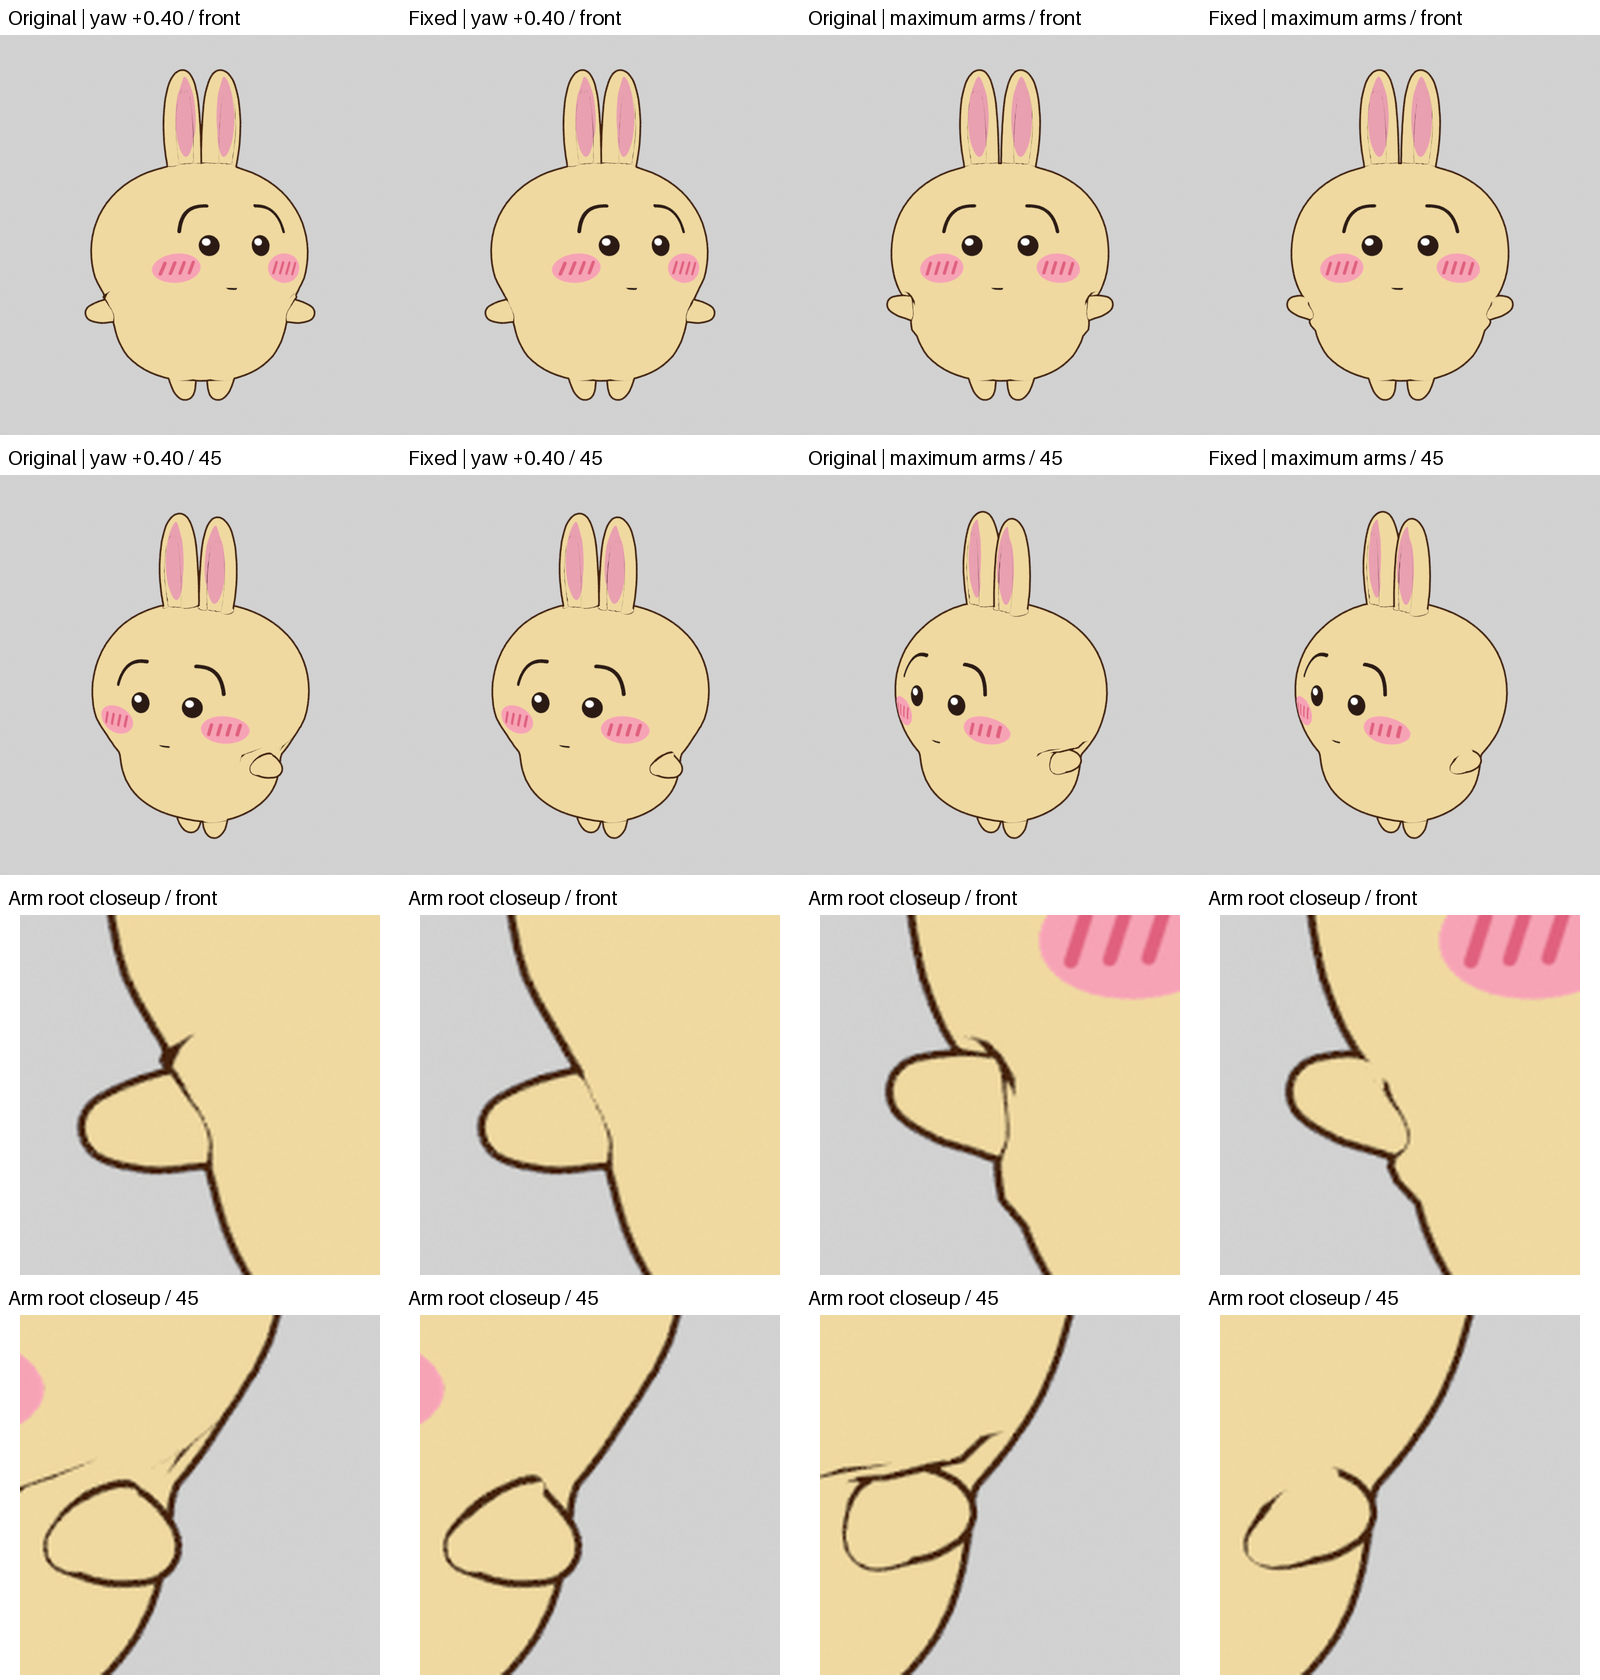 Original | yaw +0.40 / front
Fixed | yaw +0.40 / front
Original | maximum arms / front
Fixed | maximum arms / front
Original | yaw +0.40 / 45
Fixed | yaw +0.40 / 45
Original | maximum arms / 45
Fixed | maximum arms / 45
Arm root closeup / front
Arm root closeup / front
Arm root closeup / front
Arm root closeup / front
Arm root closeup / 45
Arm root closeup / 45
Arm root closeup / 45
Arm root closeup / 45